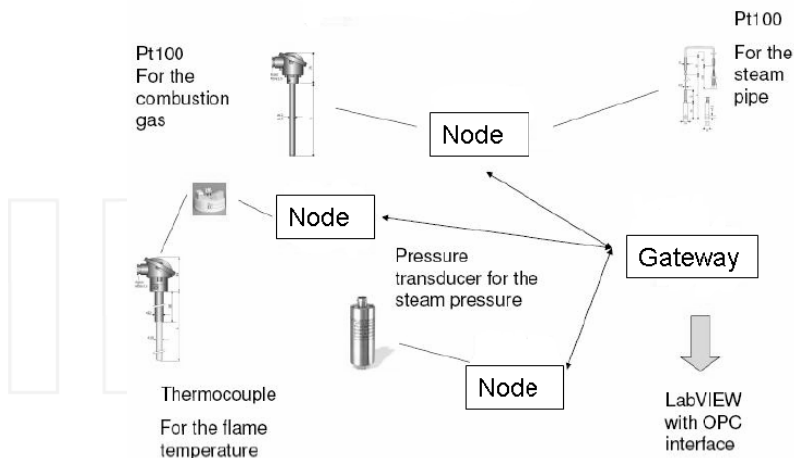 Pt100
For the
combustion
gas
Pt100
For the
steam
pipe
Node
Node
Pressure
transducer for the
steam pressure
Gateway
Node
Thermocouple
For the flame
temperature
LabVIEW
with OPC
interface